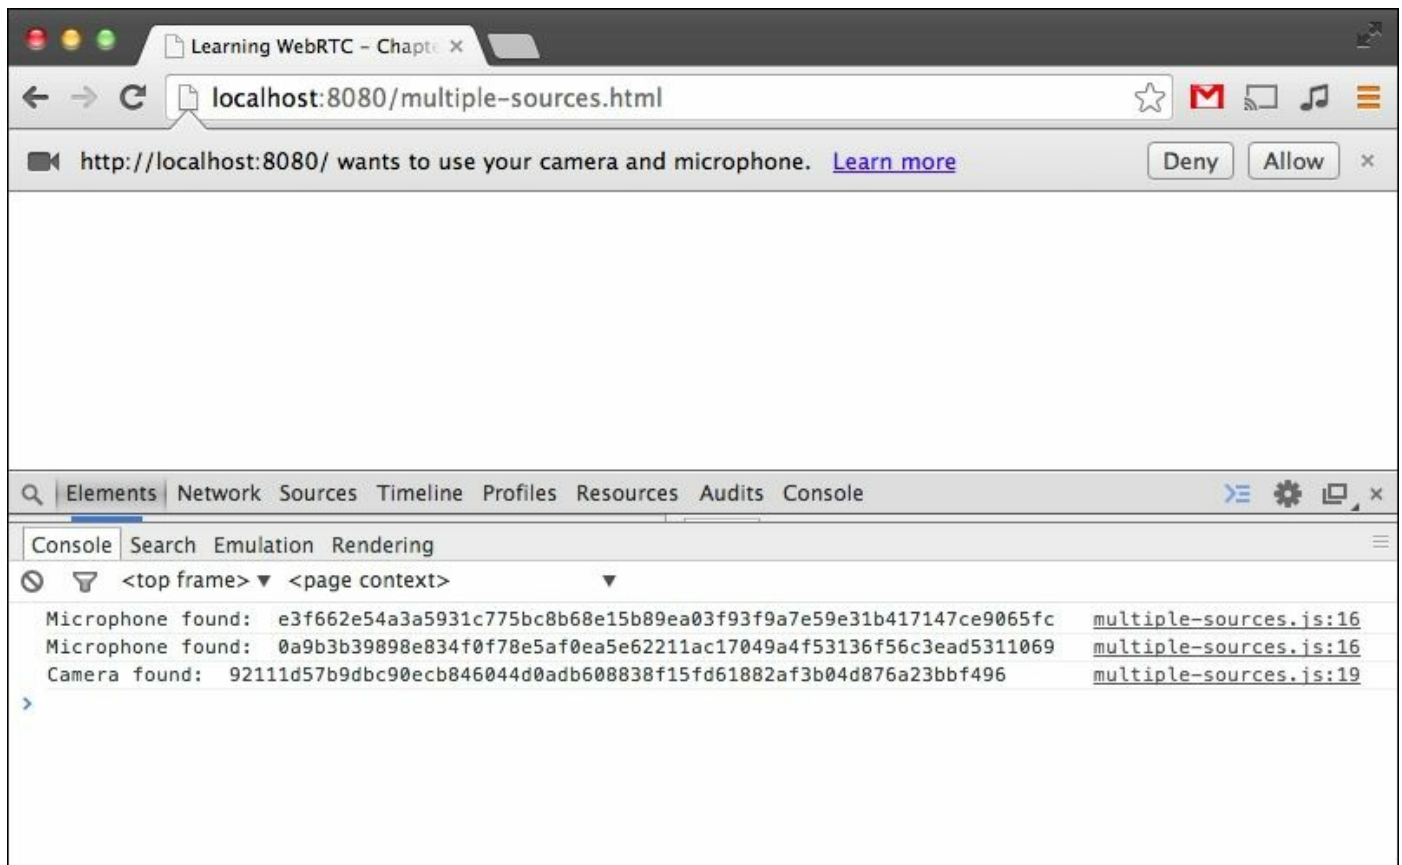 Learning WebRTC - Chapte
localhost:8080/multiple-sources.html
http://localhost:8080/ wants to use your camera and microphone. Learn more Deny Allow
Elements Network Sources Timeline Profiles Resources Audits Console
Console Search Emulation Rendering
<top frame> <page context>
Microphone found: e3f662e54a3a5931c775bc8b68e15b89ea03f93f9a7e59e31b417147ce9065fc multiple-sources.js:16
Microphone found: 0a9b3b39898e834f0f78e5af0ea5e62211ac17049a4f53136f56c3ead5311069 multiple-sources.js:16
Camera found: 92111d57b9dbc90ecb846044d0adb608838f15fd61882af3b04d876a23bbf496 multiple-sources.js:19